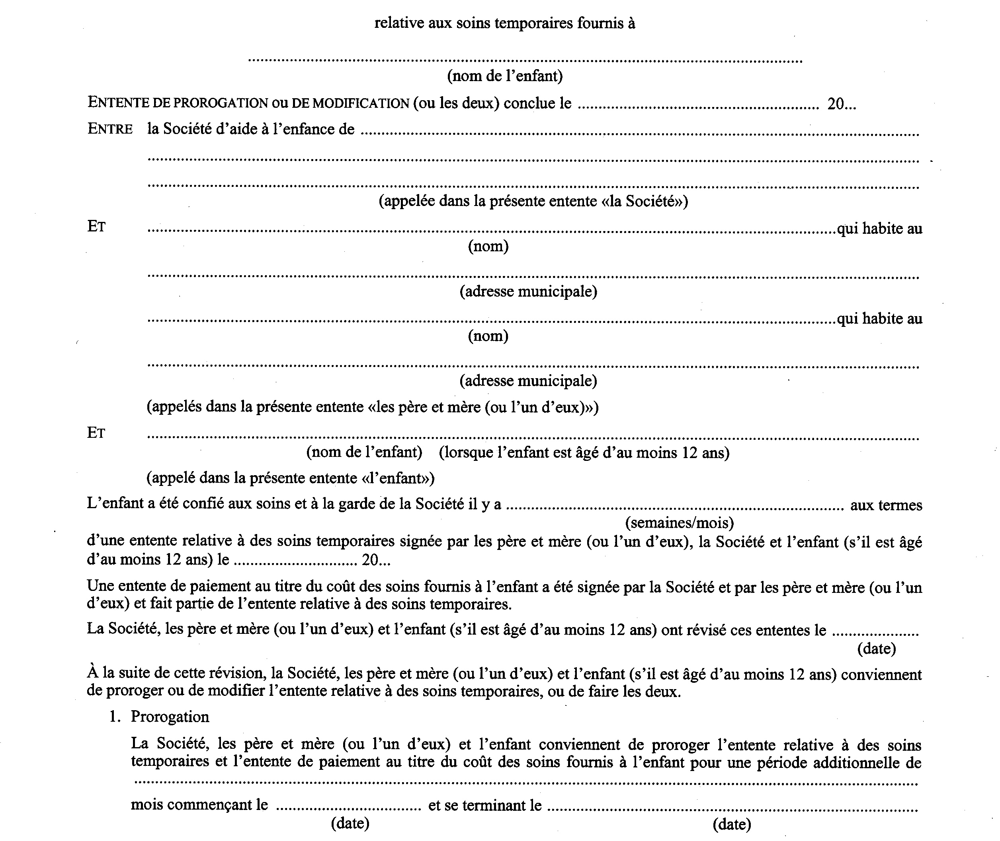 relative aux soins temporaires fournis à
....................................................................................................
(nom de l’enfant)
ENTENTE DE PROROGATION ou DE MODIFICATION (ou les deux) conclue le .......................................................... 20...
ENTRE la Société d’aide à l’enfance de ....................................................................................................
....................................................................................................
....................................................................................................
(appelée dans la présente entente «la Société»)
ET ....................................................................................................qui habite au
(nom)
....................................................................................................
(adresse municipale)
....................................................................................................qui habite au
(nom)
....................................................................................................
(adresse municipale)
(appelés dans la présente entente «les père et mère (ou l’un d’eux)»)
ET ....................................................................................................
(nom de l’enfant) (lorsque l’enfant est âgé d’au moins 12 ans)
(appelé dans la présente entente «l’enfant»)
L’enfant a été confié aux soins et à la garde de la Société il y a ................................................................................. aux termes
(semaines/mois)
d’une entente relative à des soins temporaires signée par les père et mère (ou l’un d’eux), la Société et l’enfant (s’il est âgé
d’au moins 12 ans) le .............................. 20...
Une entente de paiement au titre du coût des soins fournis à l’enfant a été signée par la Société et par les père et mère (ou l’un
d’eux) et fait partie de l’entente relative à des soins temporaires.
La Société, les père et mère (ou l’un d’eux) et l’enfant (s’il est âgé d’au moins 12 ans) ont révisé ces ententes le .....................
(date)
À la suite de cette révision, la Société, les père et mère (ou l’un d’eux) et l’enfant (s’il est âgé d’au moins 12 ans) conviennent
de proroger ou de modifier l’entente relative à des soins temporaires, ou de faire les deux.
1. Prorogation
La Société, les père et mère (ou l’un d’eux) et l’enfant conviennent de proroger l’entente relative à des soins
temporaires et l’entente de paiement au titre du coût des soins fournis à l’enfant pour une période additionnelle de
....................................................................................................
mois commençant le ................................... et se terminant le .........................................................................................
(date) (date)